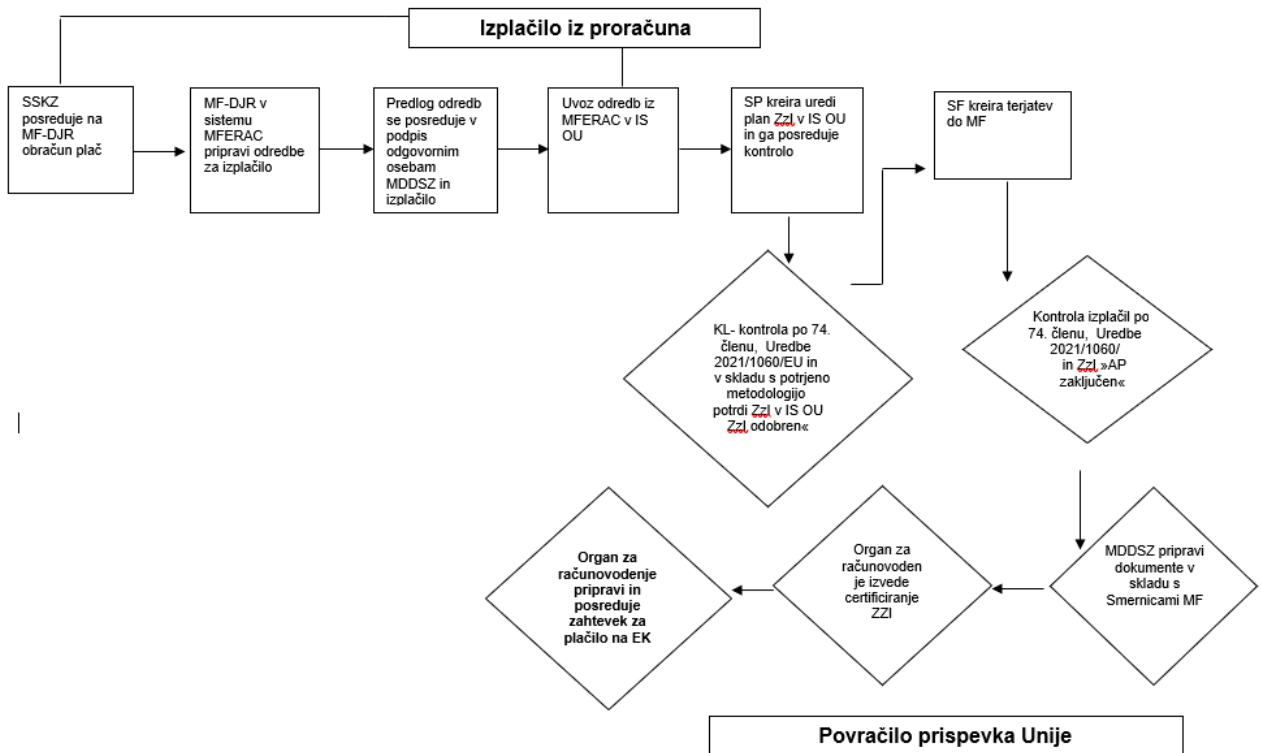 Izplačilo iz proračuna
SSKZ
posreduje na
MF-DJR
obračun plač
MF-DJR v
sistemu
MFERAC
pripravi odredbe
za izplačilo
Predlog odredb
se posreduje v
podpis
odgovornim
osebam
MDDSZ in
izplačilo
Uvoz odredb iz
MFERAC v IS
OU
SP kreira uredi
plan ZzI v IS OU
in ga posreduje
kontrolo
SF kreira terjatev
do MF
KL- kontrola po 74.
členu, Uredbe
2021/1060/EU in
v skladu s potrjeno
metodologijo
potrdi ZzI v IS OU
ZzI odobren«
Kontrola izplačil po
74. členu, Uredbe
2021/1060/
in ZzI »AP
zaključen«
MDDSZ pripravi
dokumente v
skladu s
Smernicami MF
Organ za
računovoden
je izvede
certificiranje
ZZI
Organ za
računovodenje
pripravi in
posreduje
zahtevek za
plačilo na EK
Povračilo prispevka Unije